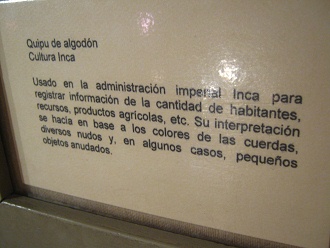 Quipu de algodón
Cultura Inca
Usado en la administración imperial Inca para
registrar información de la cantidad de habitantes,
recursos, productos agrícolas, etc. Su interpretación
se hacía en base a los colores de las cuerdas,
diversos nudos y, en algunos casos, pequeños
objetos anudados.